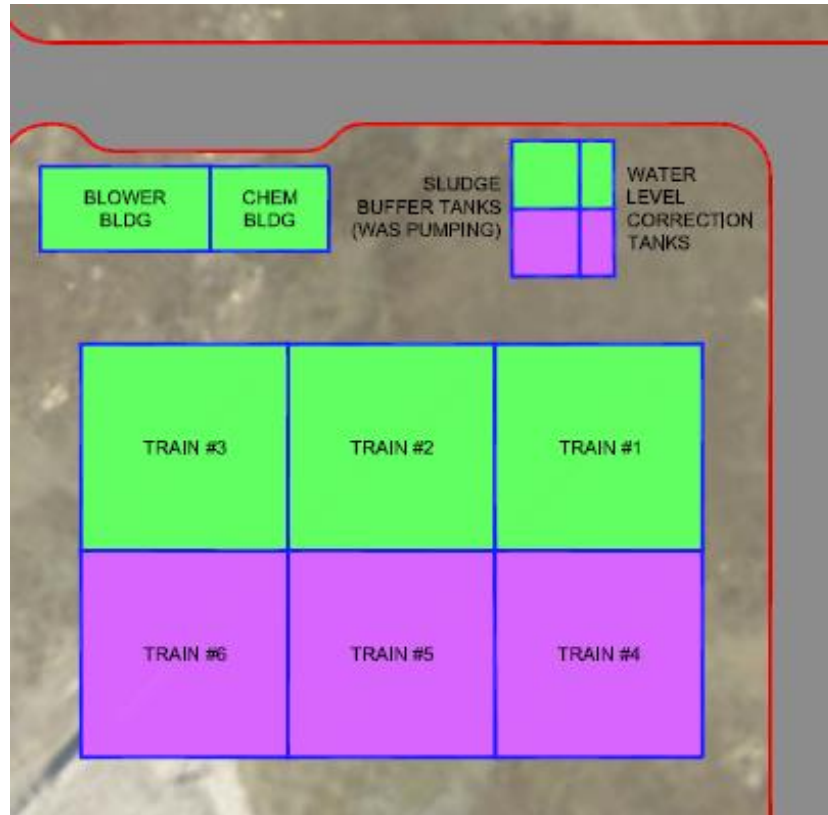 BLOWER
BLDG
CHEM
BLDG
SLUDGE
BUFFER TANKS
(WAS PUMPING)
WATER
LEVEL
CORRECTION
TANKS
TRAIN #3
TRAIN #2
TRAIN #1
TRAIN #6
TRAIN #5
TRAIN #4